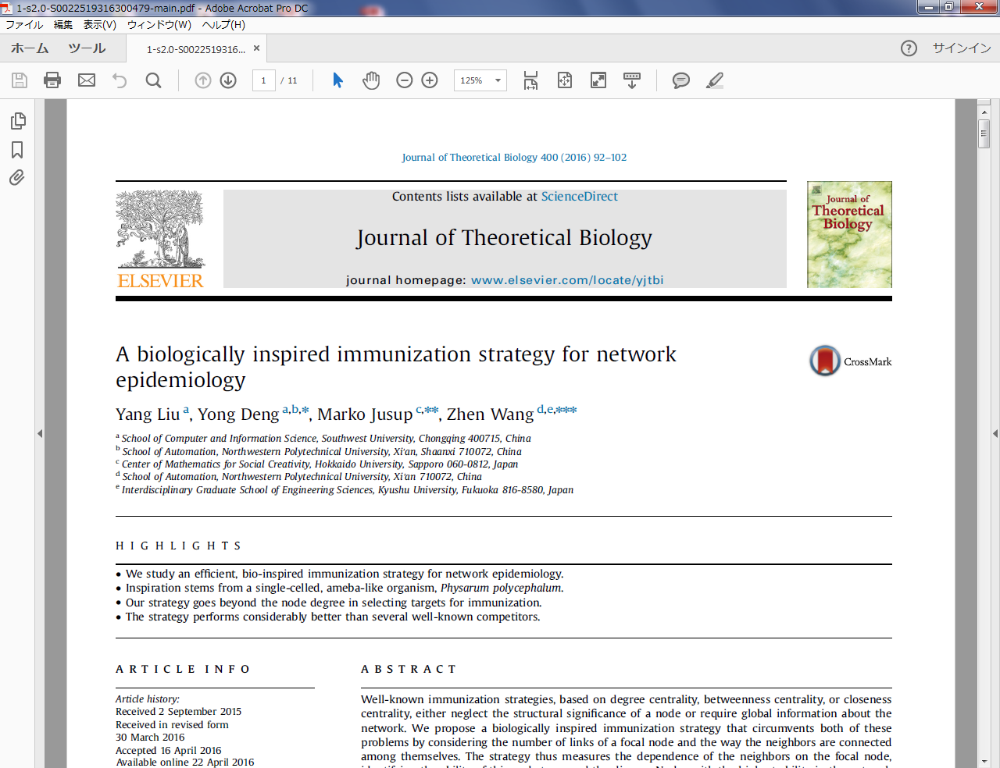 1-s2.0-S0022519316300479-main.pdf - Adobe Acrobat Pro DC
ファイル 編集 表示(V) ウィンドウ(W) ヘルプ(H)
ホーム ツール 1-s2.0-S0022519316... × ? サインイン
1 / 11 125%
Journal of Theoretical Biology 400 (2016) 92–102
Contents lists available at ScienceDirect
Journal of Theoretical Biology
journal homepage: www.elsevier.com/locate/yjtbi
ELSEVIER
Journal of
Theoretical
Biology
A biologically inspired immunization strategy for network
epidemiology
CrossMark
Yang Liu a, Yong Deng a,b,*, Marko Jusup c,**, Zhen Wang d,e,***
a School of Computer and Information Science, Southwest University, Chongqing 400715, China
b School of Automation, Northwestern Polytechnical University, Xi'an, Shaanxi 710072, China
c Center of Mathematics for Social Creativity, Hokkaido University, Sapporo 060-0812, Japan
d School of Automation, Northwestern Polytechnical University, Xi'an 710072, China
e Interdisciplinary Graduate School of Engineering Sciences, Kyushu University, Fukuoka 816-8580, Japan
HIGHLIGHTS
• We study an efficient, bio-inspired immunization strategy for network epidemiology.
• Inspiration stems from a single-celled, ameba-like organism, Physarum polycephalum.
• Our strategy goes beyond the node degree in selecting targets for immunization.
• The strategy performs considerably better than several well-known competitors.
ARTICLE INFO
Article history:
Received 2 September 2015
Received in revised form
30 March 2016
Accepted 16 April 2016
Available online 22 April 2016
ABSTRACT
Well-known immunization strategies, based on degree centrality, betweenness centrality, or closeness
centrality, either neglect the structural significance of a node or require global information about the
network. We propose a biologically inspired immunization strategy that circumvents both of these
problems by considering the number of links of a focal node and the way the neighbors are connected
among themselves. The strategy thus measures the dependence of the neighbors on the focal node,